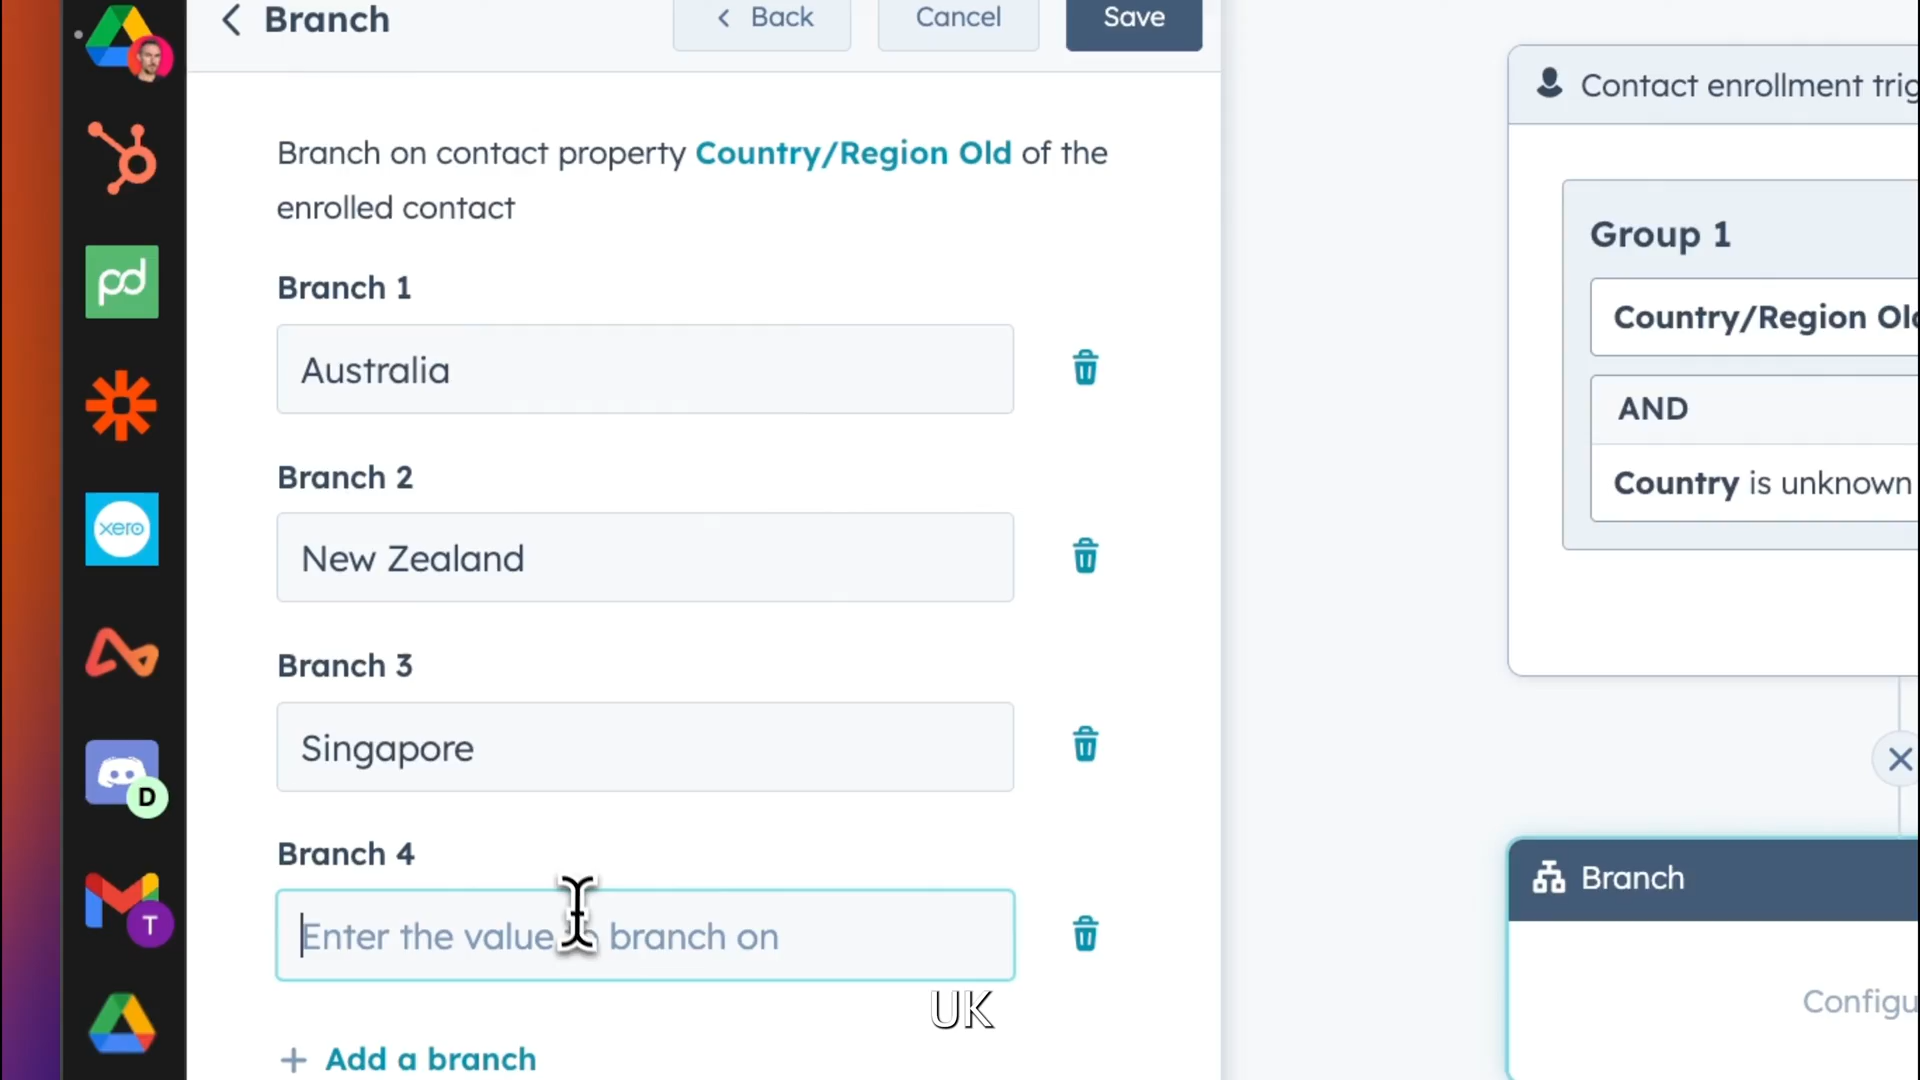 Branch
Back
Cancel
Save
Branch on contact property Country/Region Old of the
enrolled contact
Branch 1
Australia
Branch 2
New Zealand
Branch 3
Singapore
Branch 4
Enter the value branch on
UK
+ Add a branch
Contact enrollment trig
Group 1
Country/Region Old
AND
Country is unknown
Branch
Configu
pd
xero
D
T